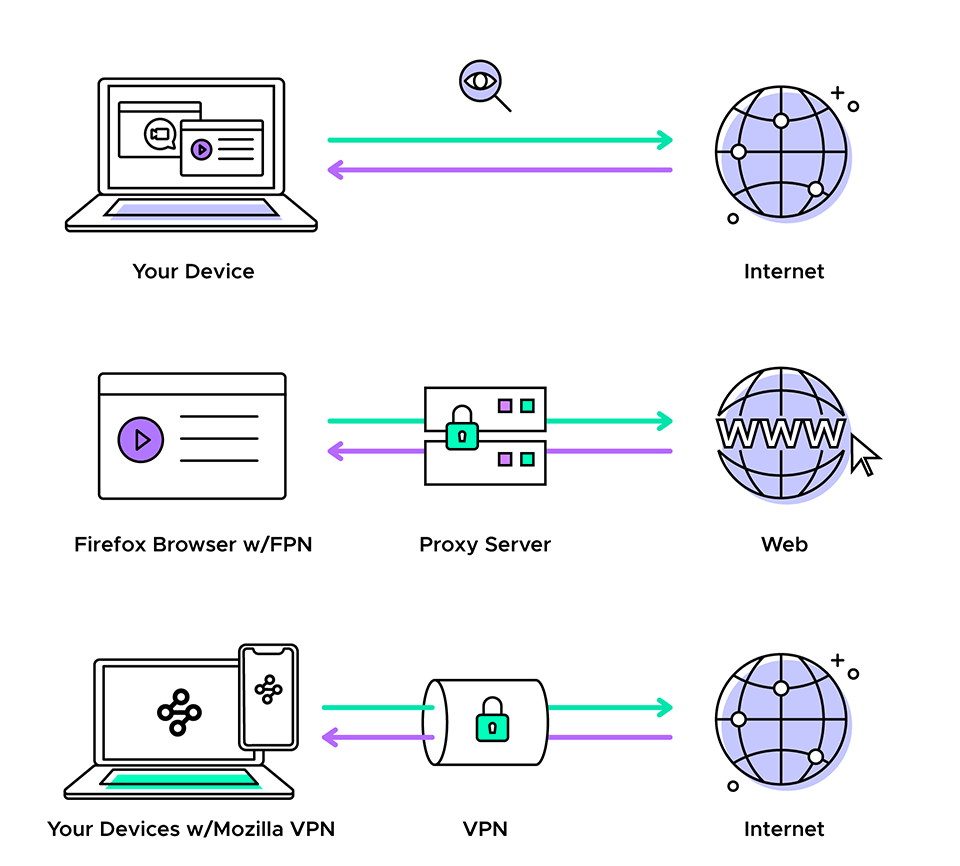 Your Device
Internet
WWW
Firefox Browser w/FPN
Proxy Server
Web
Your Devices w/Mozilla VPN
VPN
Internet